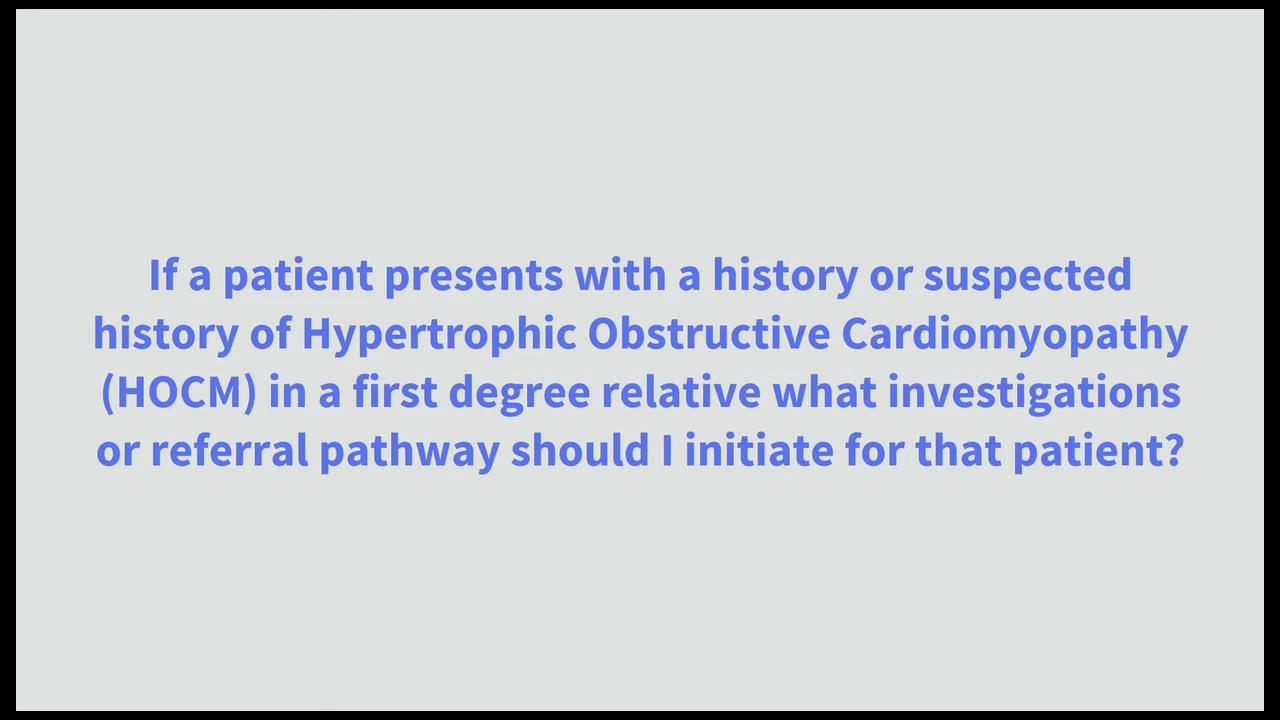 If a patient presents with a history or suspected
history of Hypertrophic Obstructive Cardiomyopathy
(HOCM) in a first degree relative what investigations
or referral pathway should I initiate for that patient?